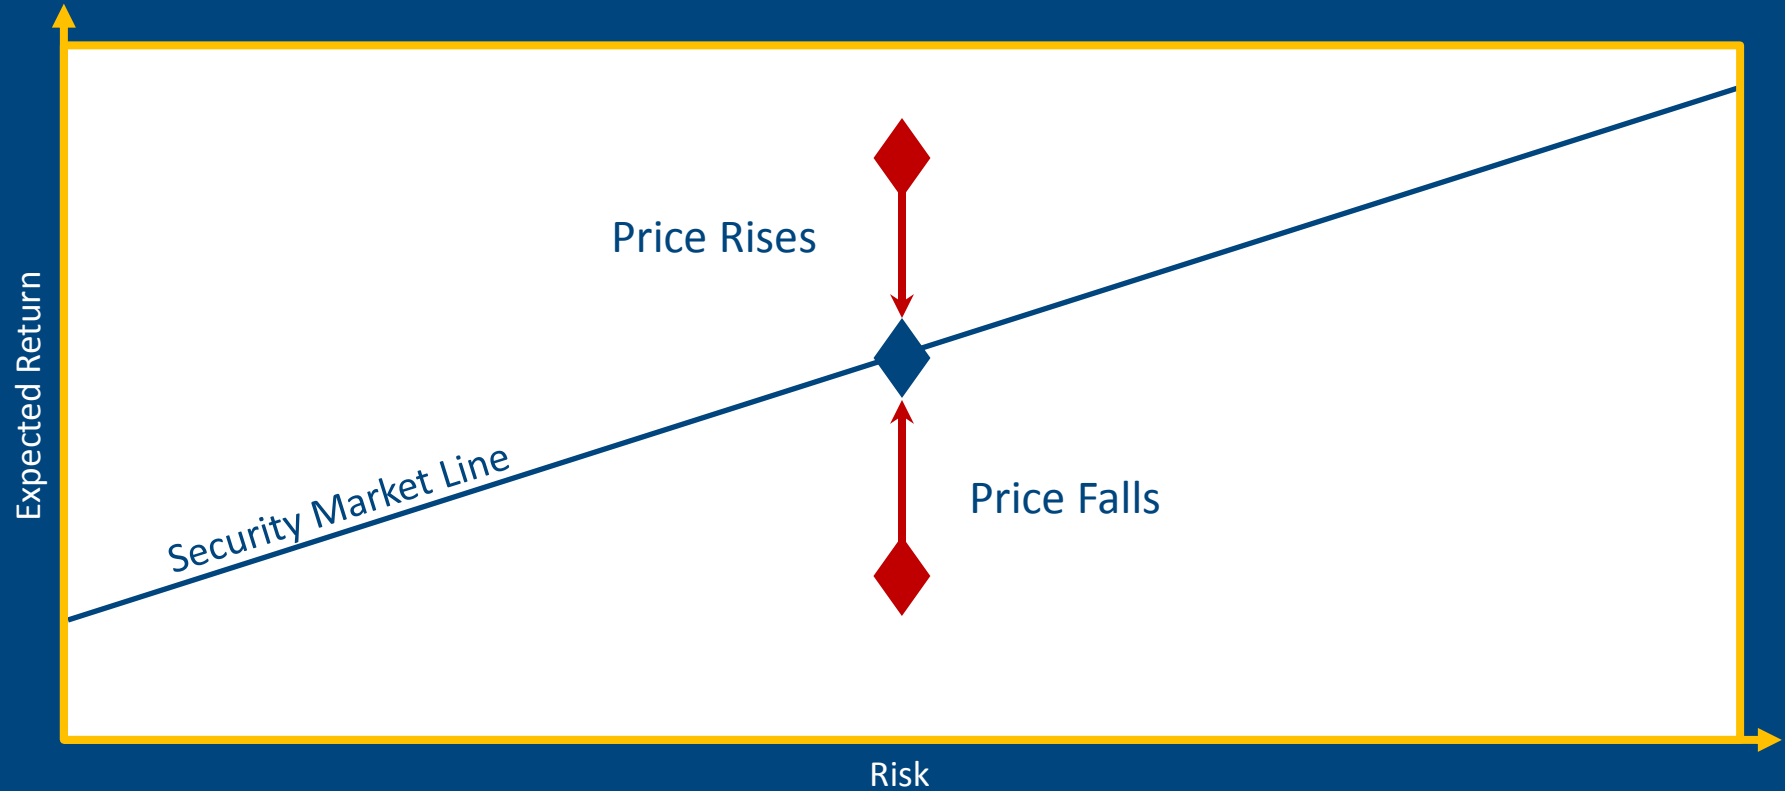 Price Rises
Expected Return
Security Market Line
Price Falls
Risk